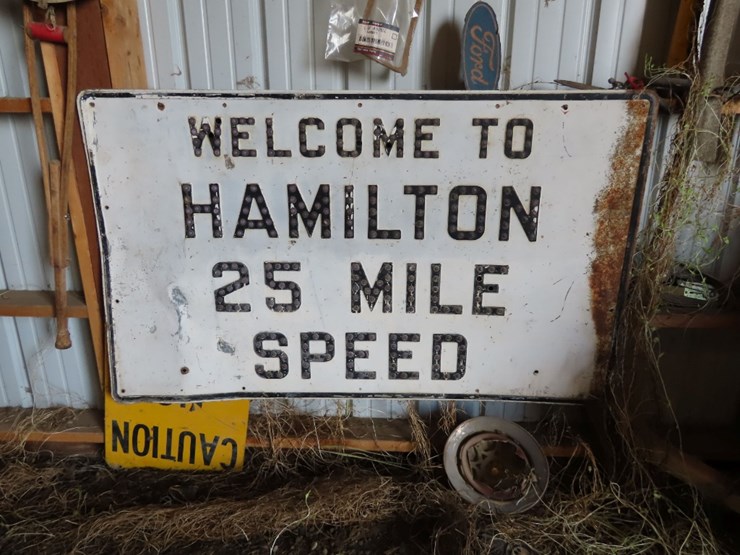 Ford
WELCOME TO
HAMILTON
25 MILE
SPEED
CAUTION